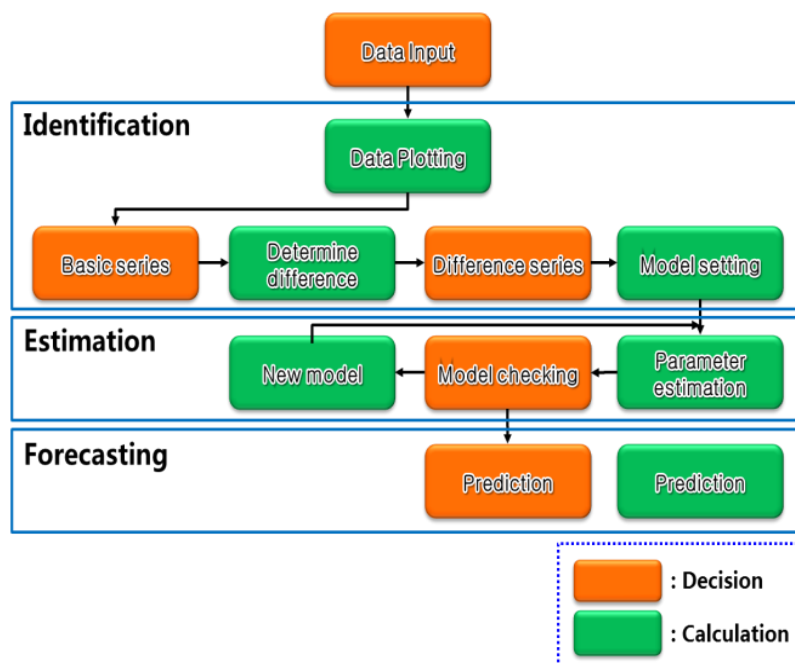 Data Input
Identification
Data Plotting
Basic series
Determine
difference
Difference series
Model setting
Estimation
New model
Model checking
Parameter
estimation
Forecasting
Prediction
Prediction
: Decision
: Calculation